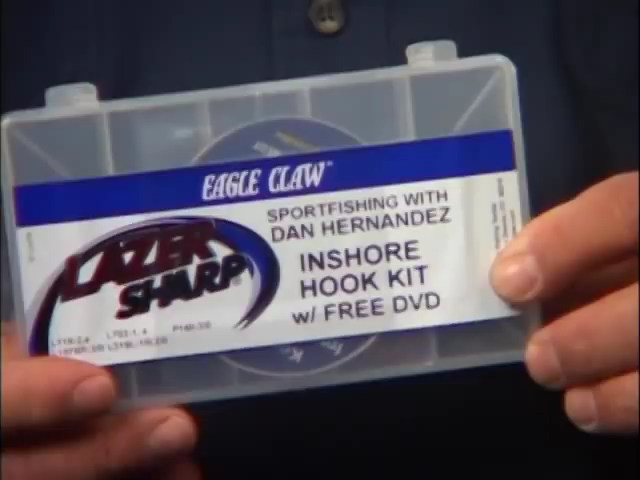 EAGLE CLAW
SPORTFISHING WITH
DAN HERNANDEZ
LAZER
SHARP
INSHORE
HOOK KIT
w/ FREE DVD